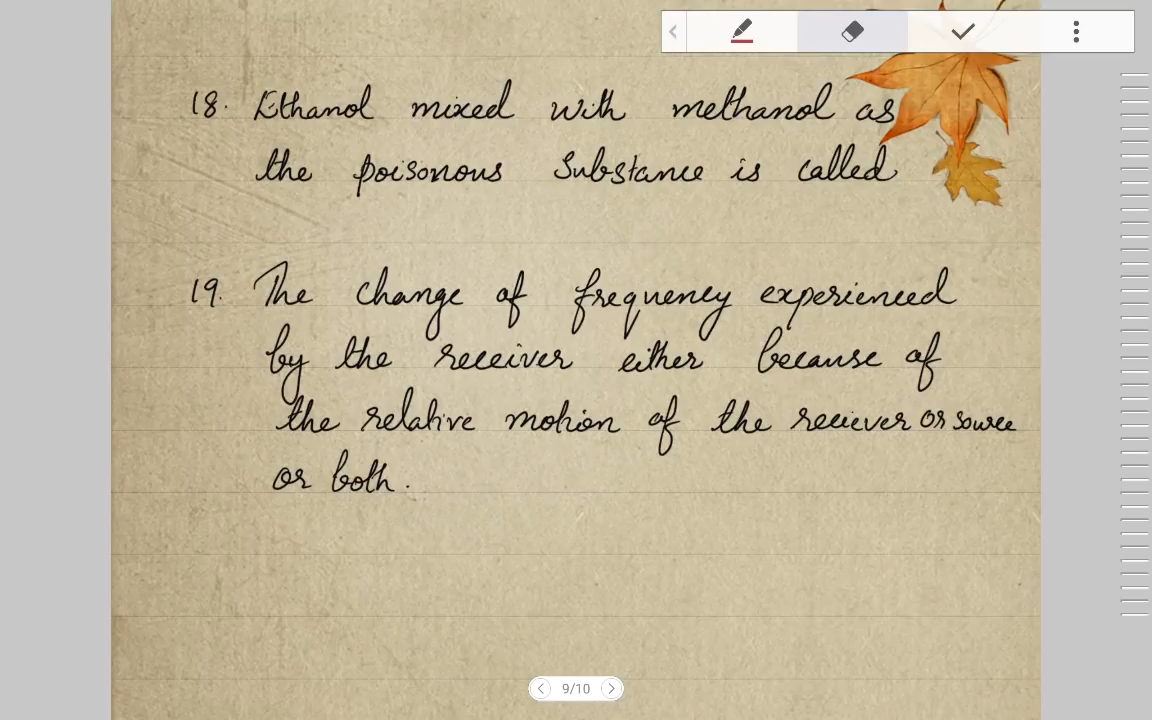 18. Ethanol mixed with methanol as
the poisonous substance is called
19. The change of frequency experienced
by the receiver either because of
the relative motion of the reciever or source
or both.
9/10